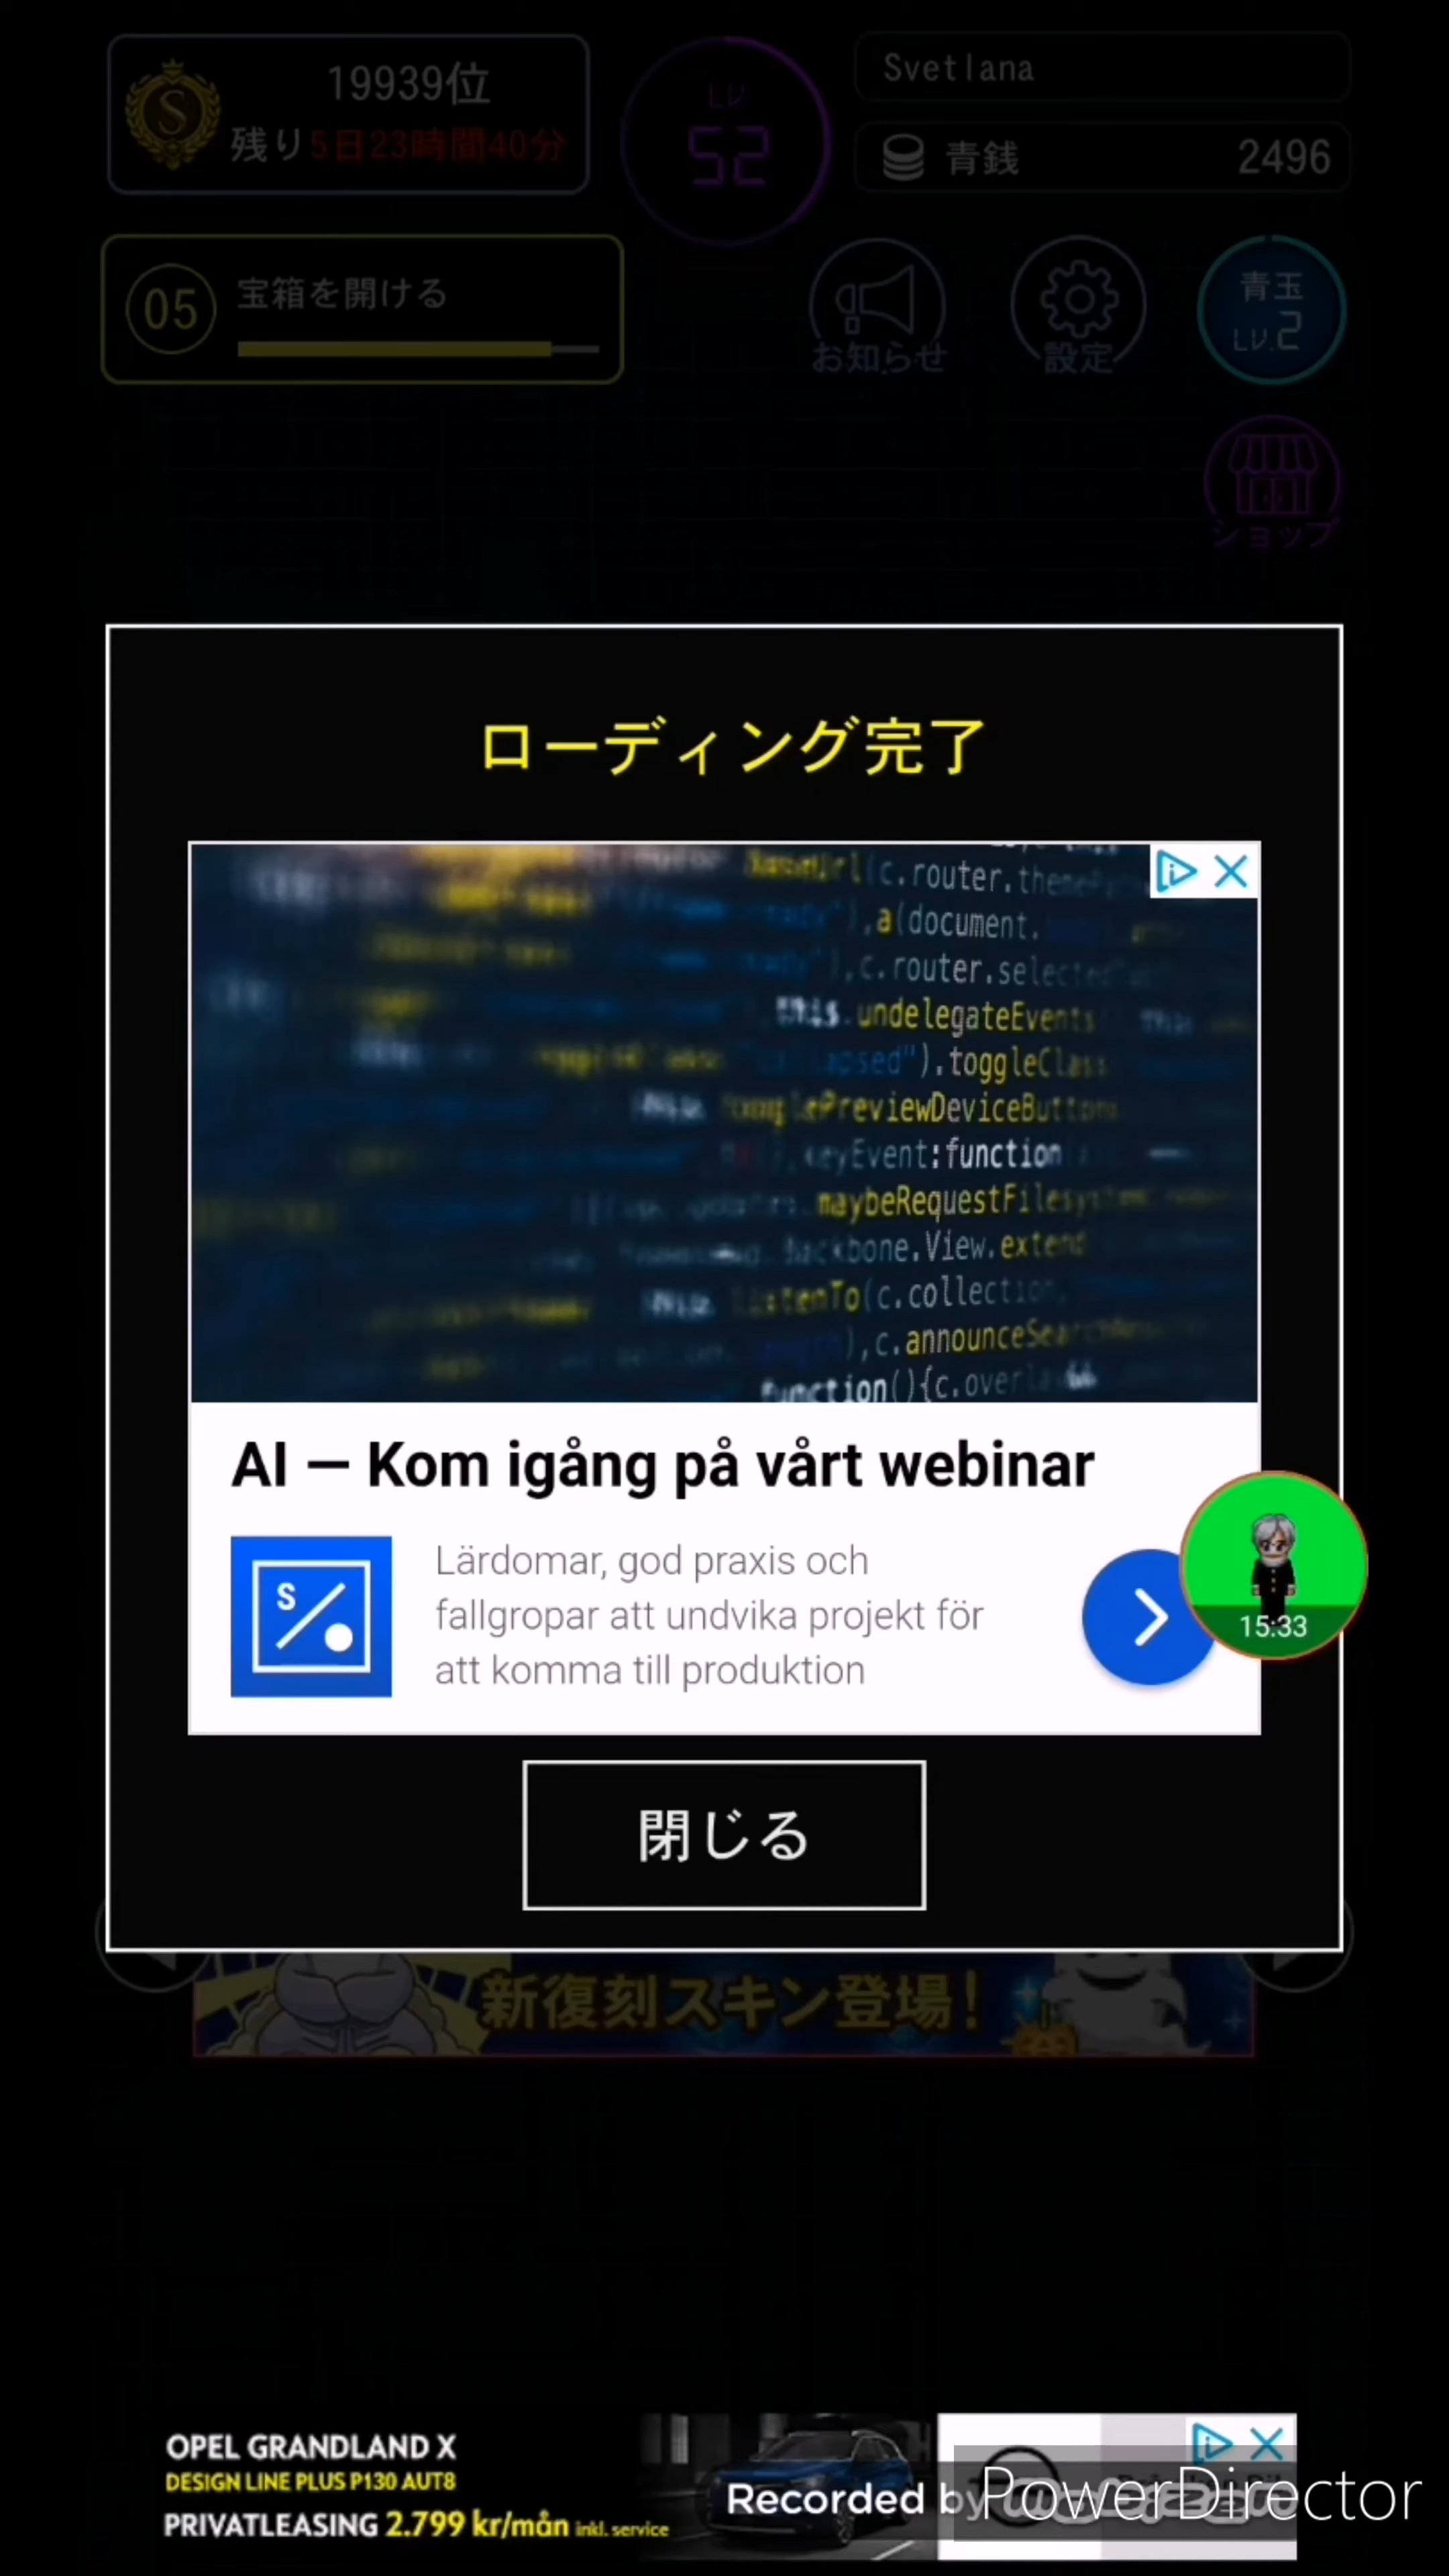 19939位
残り5日23時間40分
LV
52
Svetlana
青銭 2496
05 宝箱を開ける
お知らせ
設定
青玉
LV.2
ショップ
ローディング完了
c.router.theme
a(document.
c.router.selected
this.undelegateEvents
").toggleClass
PreviewDeviceButtons
keyEvent:function
maybeRequestFilesystem
Backbone.View.extend
listenTo(c.collection,
),c.announceSearch
function(){c.overla
AI — Kom igång på vårt webinar
S
Lärdomar, god praxis och
fallgropar att undvika projekt för
att komma till produktion
15:33
閉じる
新復刻スキン登場!
OPEL GRANDLAND X
DESIGN LINE PLUS P130 AUT8
PRIVATLEASING 2.799 kr/mån inkl. service
Recorded by
PowerDirector